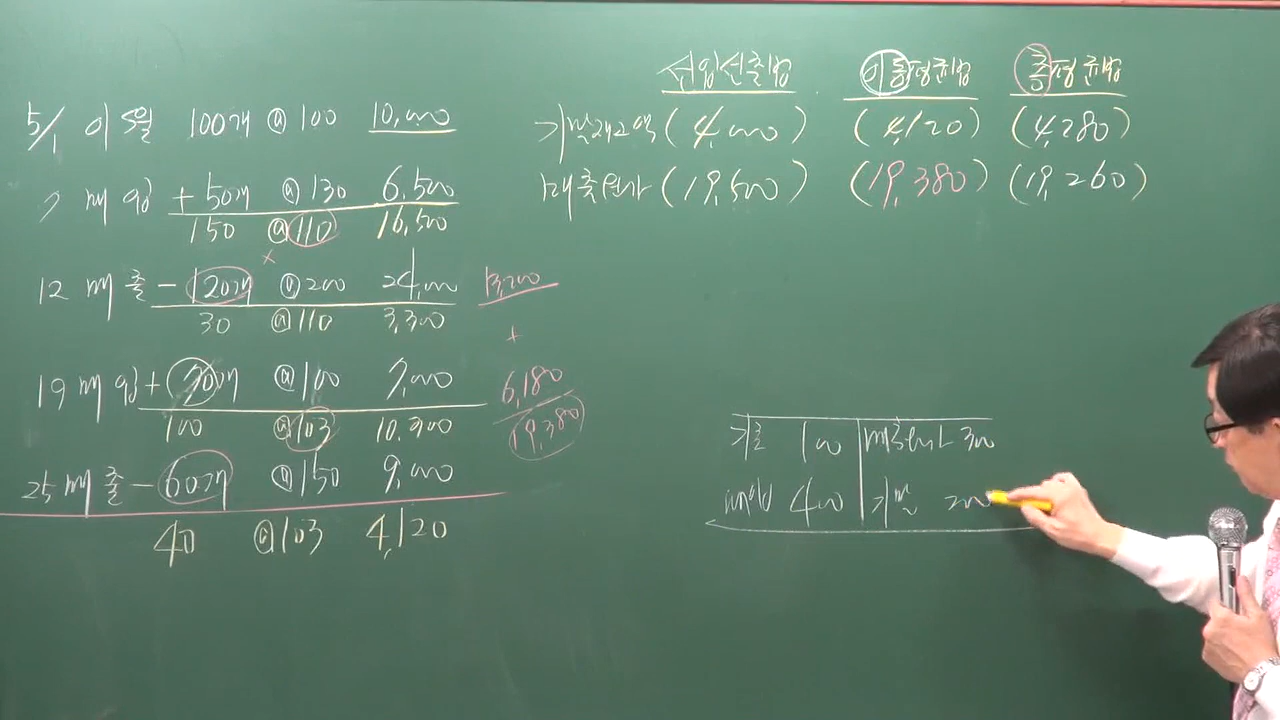 선입선출법 이동평균법 총평균법
5/1 이월 100개 @100 10,000
기말재고액 (4,000) (4,120) (4,280)
7 매입 +50개 @130 6,500
매출원가 (19,500) (19,380) (19,260)
150 @110 16,500
×
12 매출 -120개 @200 24,000 13,200
30 @110 3,300
+
19 매입 +70개 @100 7,000 6,180
100 @103 10,300 19,380
기초 100 매출원가 300
25 매출 -60개 @150 9,000
매입 400 기말 200
40 @103 4,120